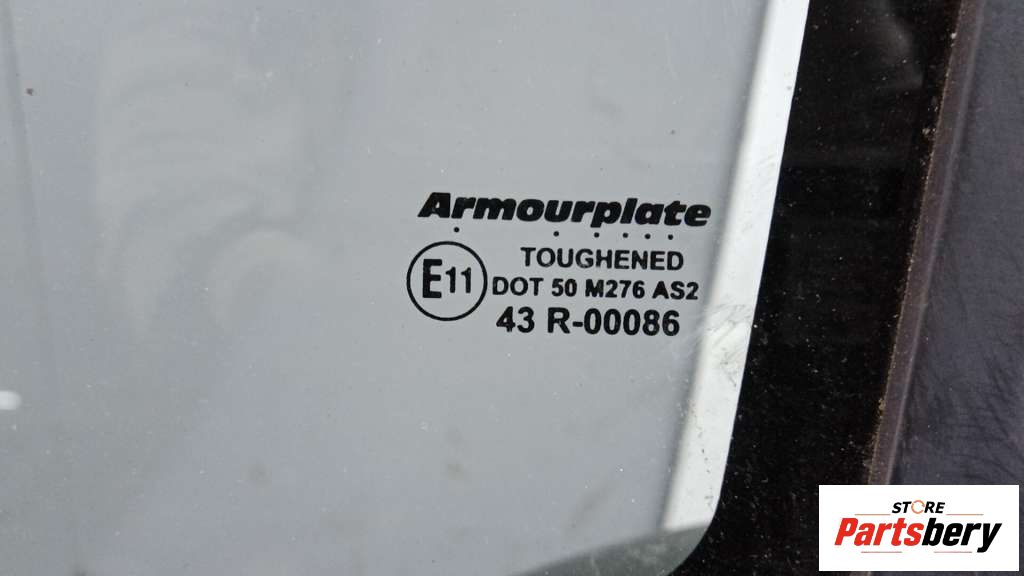 Armourplate
TOUGHENED
E11
DOT 50 M276 AS2
43 R-00086
STORE
Partsbery